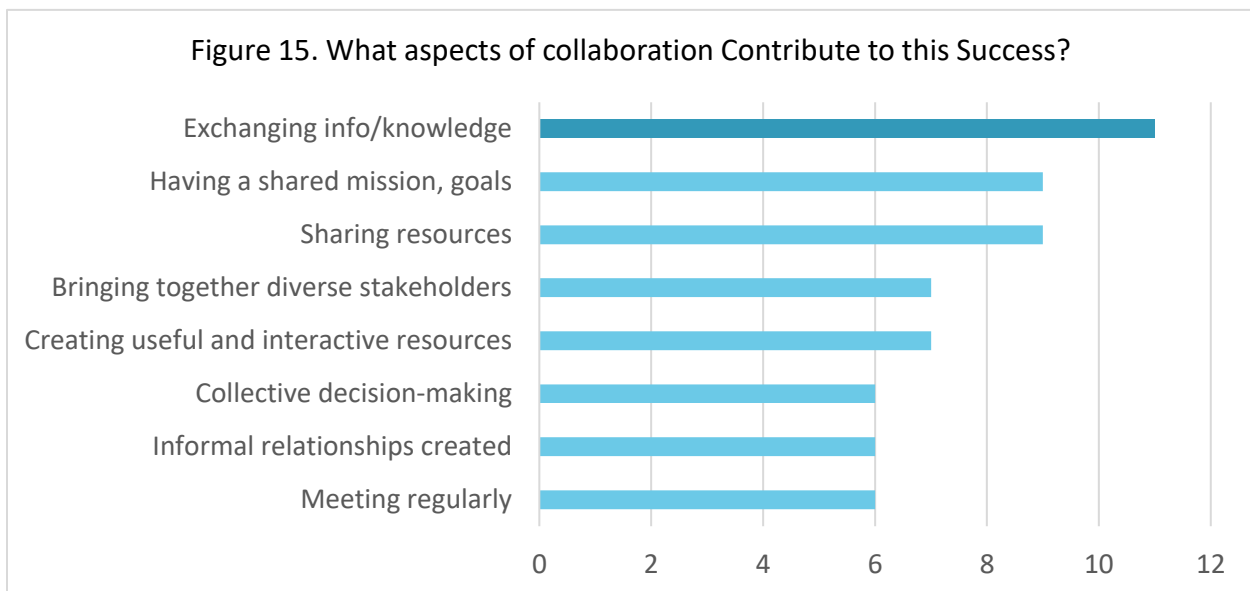 Figure 15. What aspects of collaboration Contribute to this Success?
Exchanging info/knowledge
Having a shared mission, goals
Sharing resources
Bringing together diverse stakeholders
Creating useful and interactive resources
Collective decision-making
Informal relationships created
Meeting regularly
0 2 4 6 8 10 12